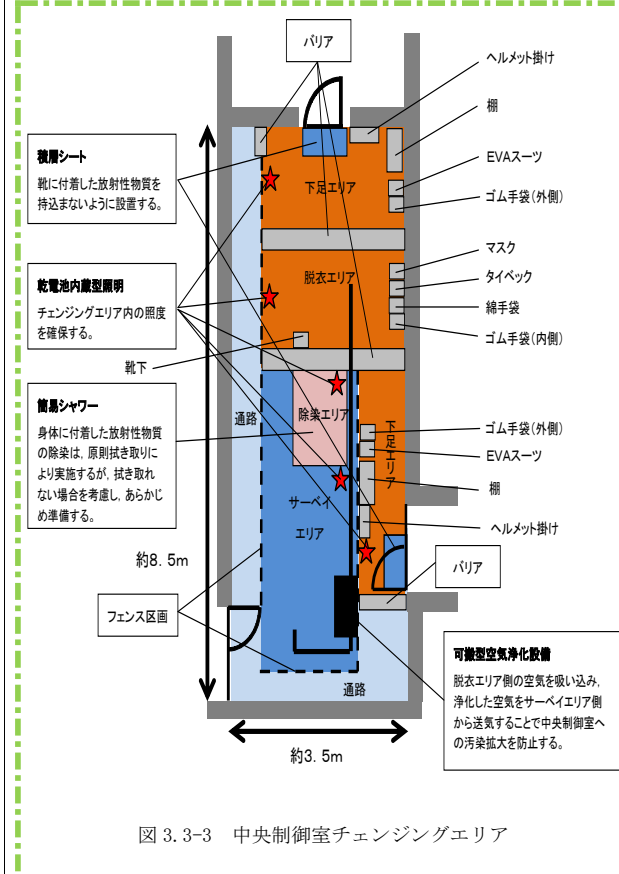 バリア
ヘルメット掛け
棚
EVAスーツ
ゴム手袋(外側)
積層シート
靴に付着した放射性物質を
持込まないように設置する。
下足エリア
マスク
タイベック
綿手袋
ゴム手袋(内側)
脱衣エリア
乾電池内蔵型照明
チェンジングエリア内の照度
を確保する。
靴下
簡易シャワー
身体に付着した放射性物質
の除染は，原則拭き取りに
より実施するが，拭き取れ
ない場合を考慮し，あらかじ
め準備する。
通路
除染エリア
下足エリア
ゴム手袋(外側)
EVAスーツ
棚
ヘルメット掛け
サーベイ
エリア
約8.5m
バリア
フェンス区画
可搬型空気浄化設備
脱衣エリア側の空気を吸い込み，
浄化した空気をサーベイエリア側
から送気することで中央制御室へ
の汚染拡大を防止する。
通路
約3.5m
図 3.3-3　中央制御室チェンジングエリア